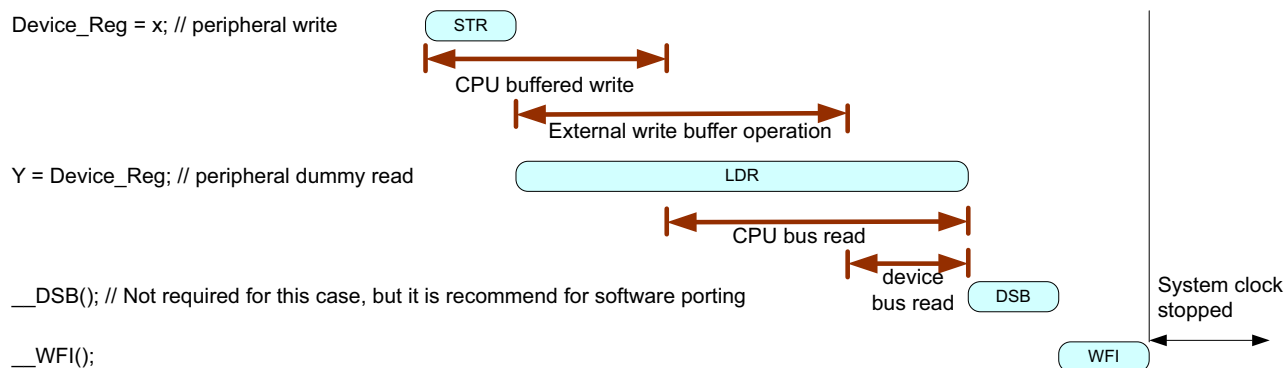 Device_Reg = x; // peripheral write
STR
CPU buffered write
External write buffer operation
Y = Device_Reg; // peripheral dummy read
LDR
CPU bus read
device
bus read
__DSB(); // Not required for this case, but it is recommend for software porting
DSB
System clock
stopped
__WFI();
WFI